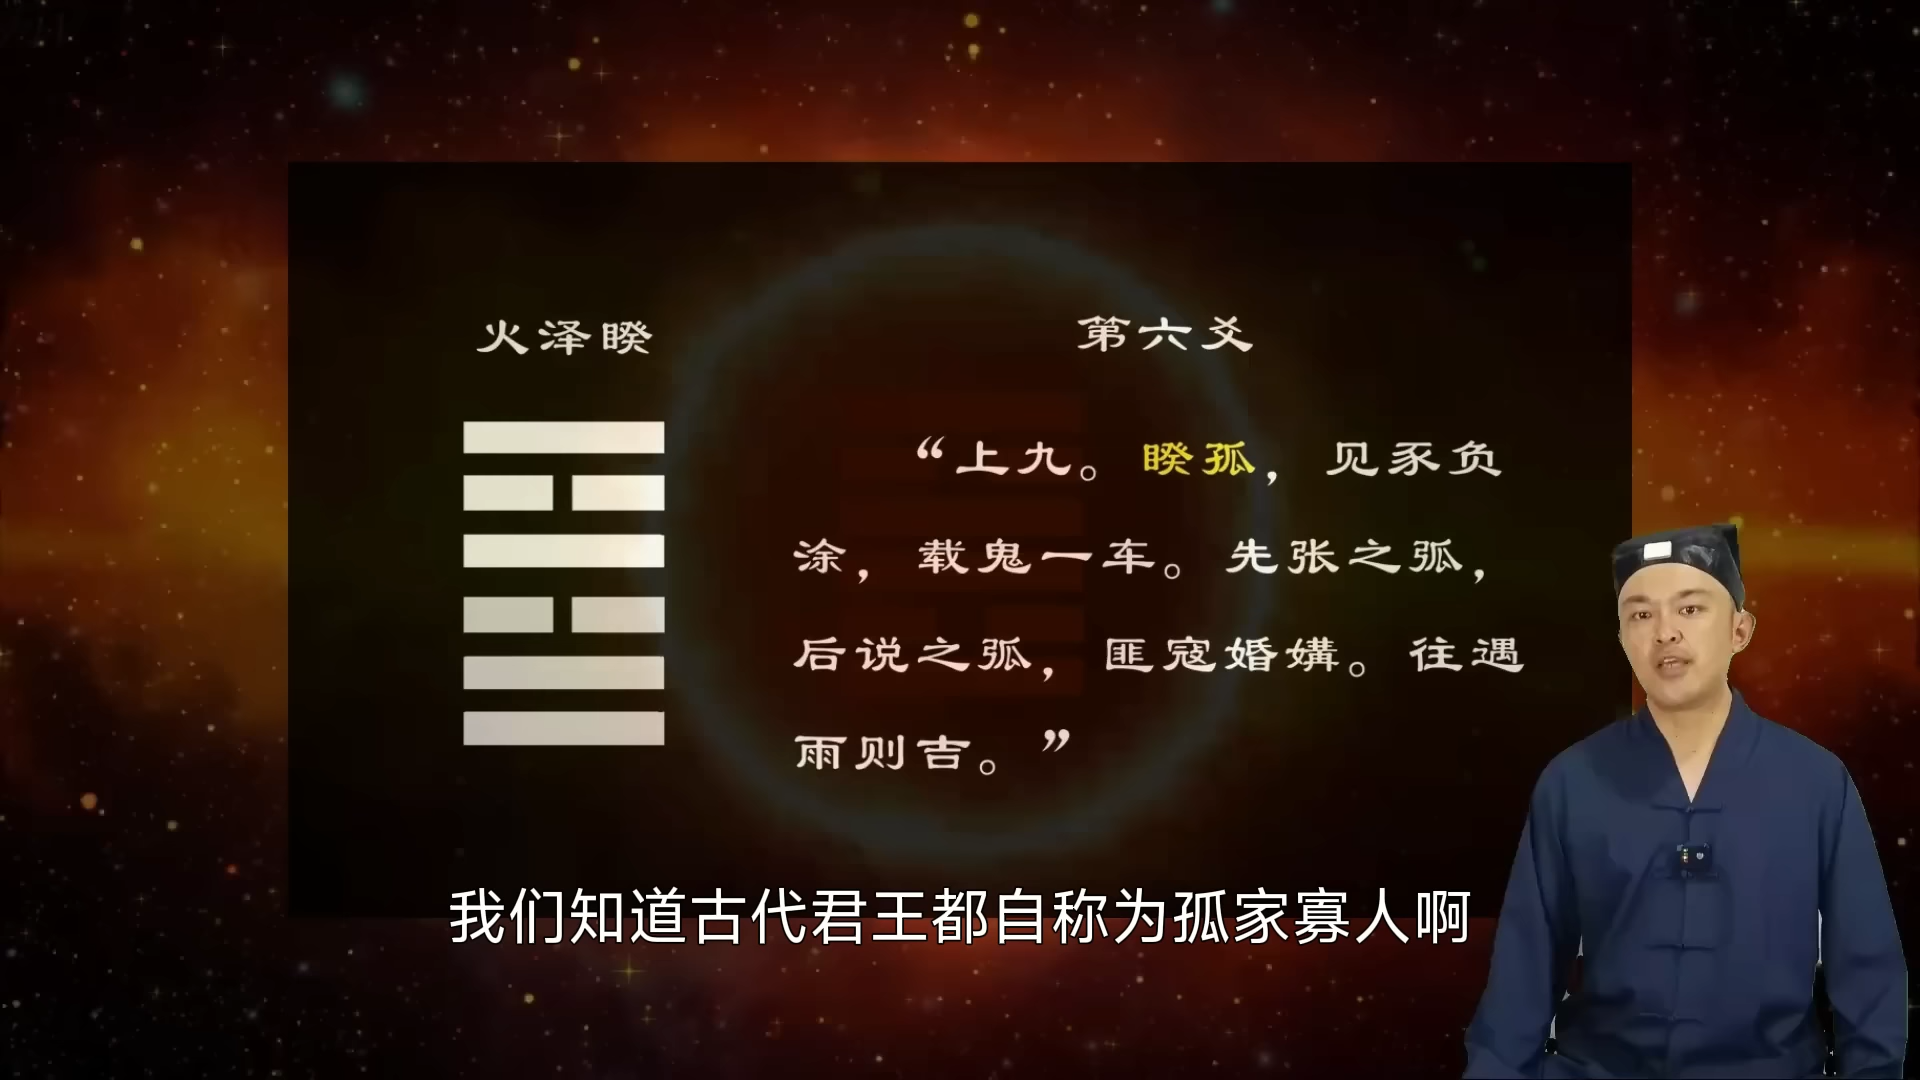 火泽睽
第六爻
“上九。睽孤，见豕负
涂，载鬼一车。先张之弧，
后说之弧，匪寇婚媾。往遇
雨则吉。”
我们知道古代君王都自称为孤家寡人啊